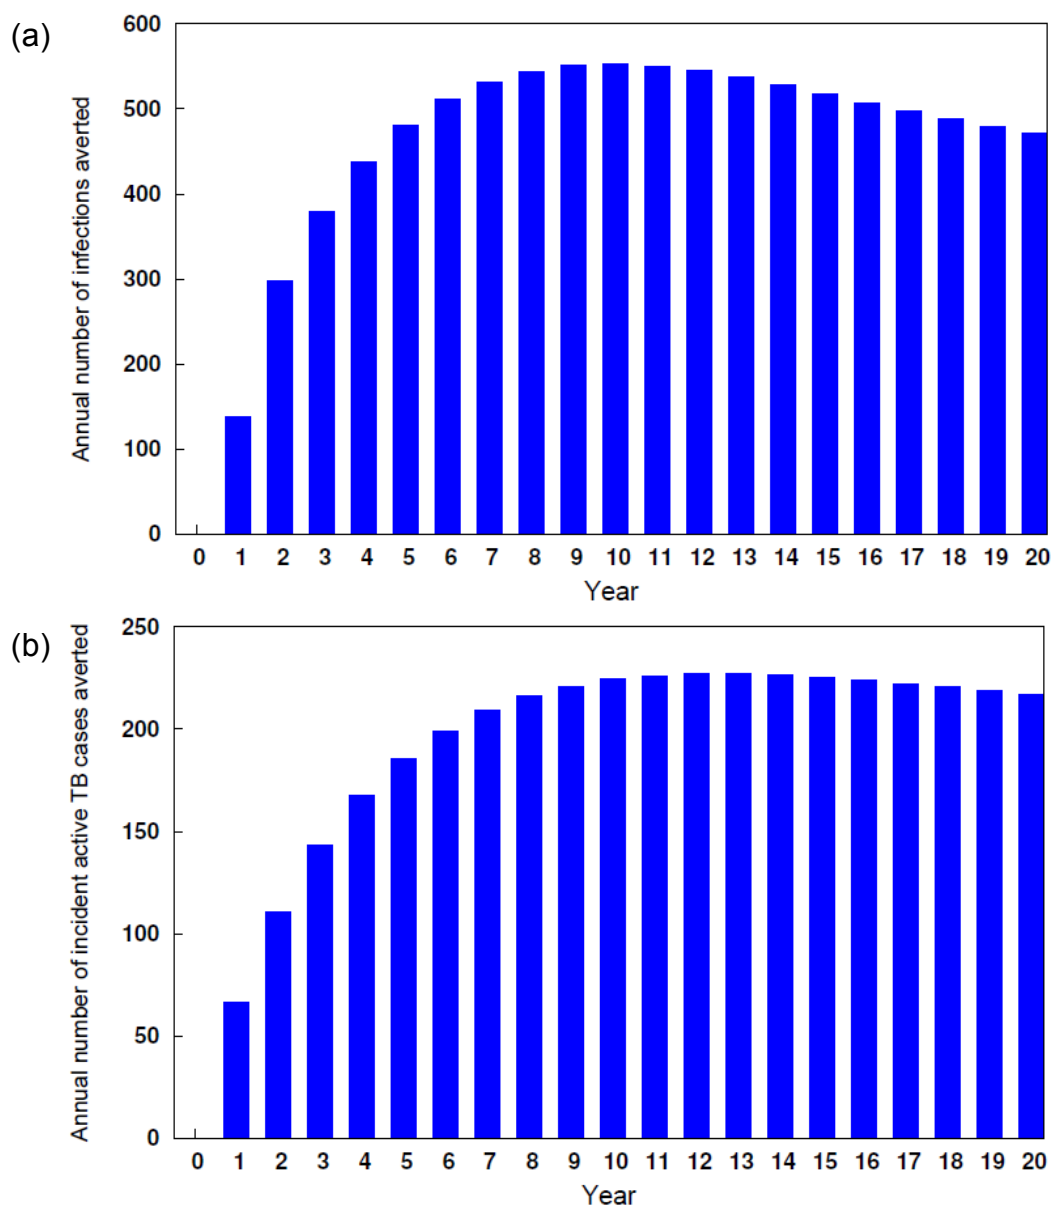 (a)
Annual number of infections averted
600
500
400
300
200
100
0
0 1 2 3 4 5 6 7 8 9 10 11 12 13 14 15 16 17 18 19 20
Year
(b)
Annual number of incident active TB cases averted
250
200
150
100
50
0
0 1 2 3 4 5 6 7 8 9 10 11 12 13 14 15 16 17 18 19 20
Year